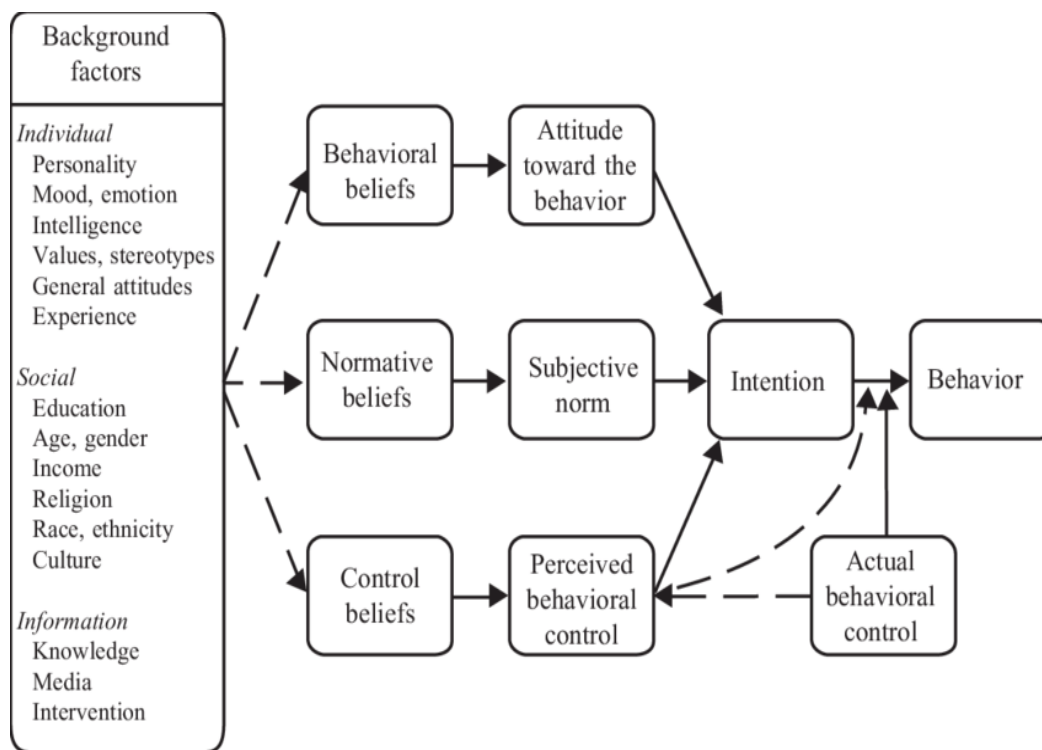 Background
factors
Individual
Personality
Mood, emotion
Intelligence
Values, stereotypes
General attitudes
Experience
Social
Education
Age, gender
Income
Religion
Race, ethnicity
Culture
Information
Knowledge
Media
Intervention
Behavioral
beliefs
Attitude
toward the
behavior
Normative
beliefs
Subjective
norm
Intention
Behavior
Control
beliefs
Perceived
behavioral
control
Actual
behavioral
control